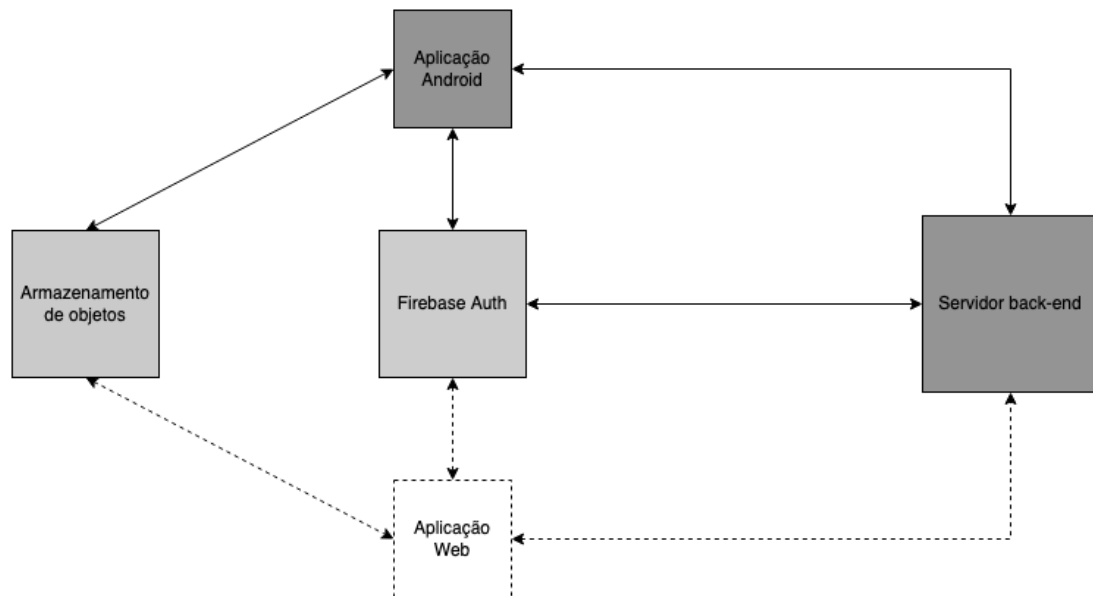 Aplicação
Android
Armazenamento
de objetos
Firebase Auth
Servidor back-end
Aplicação
Web